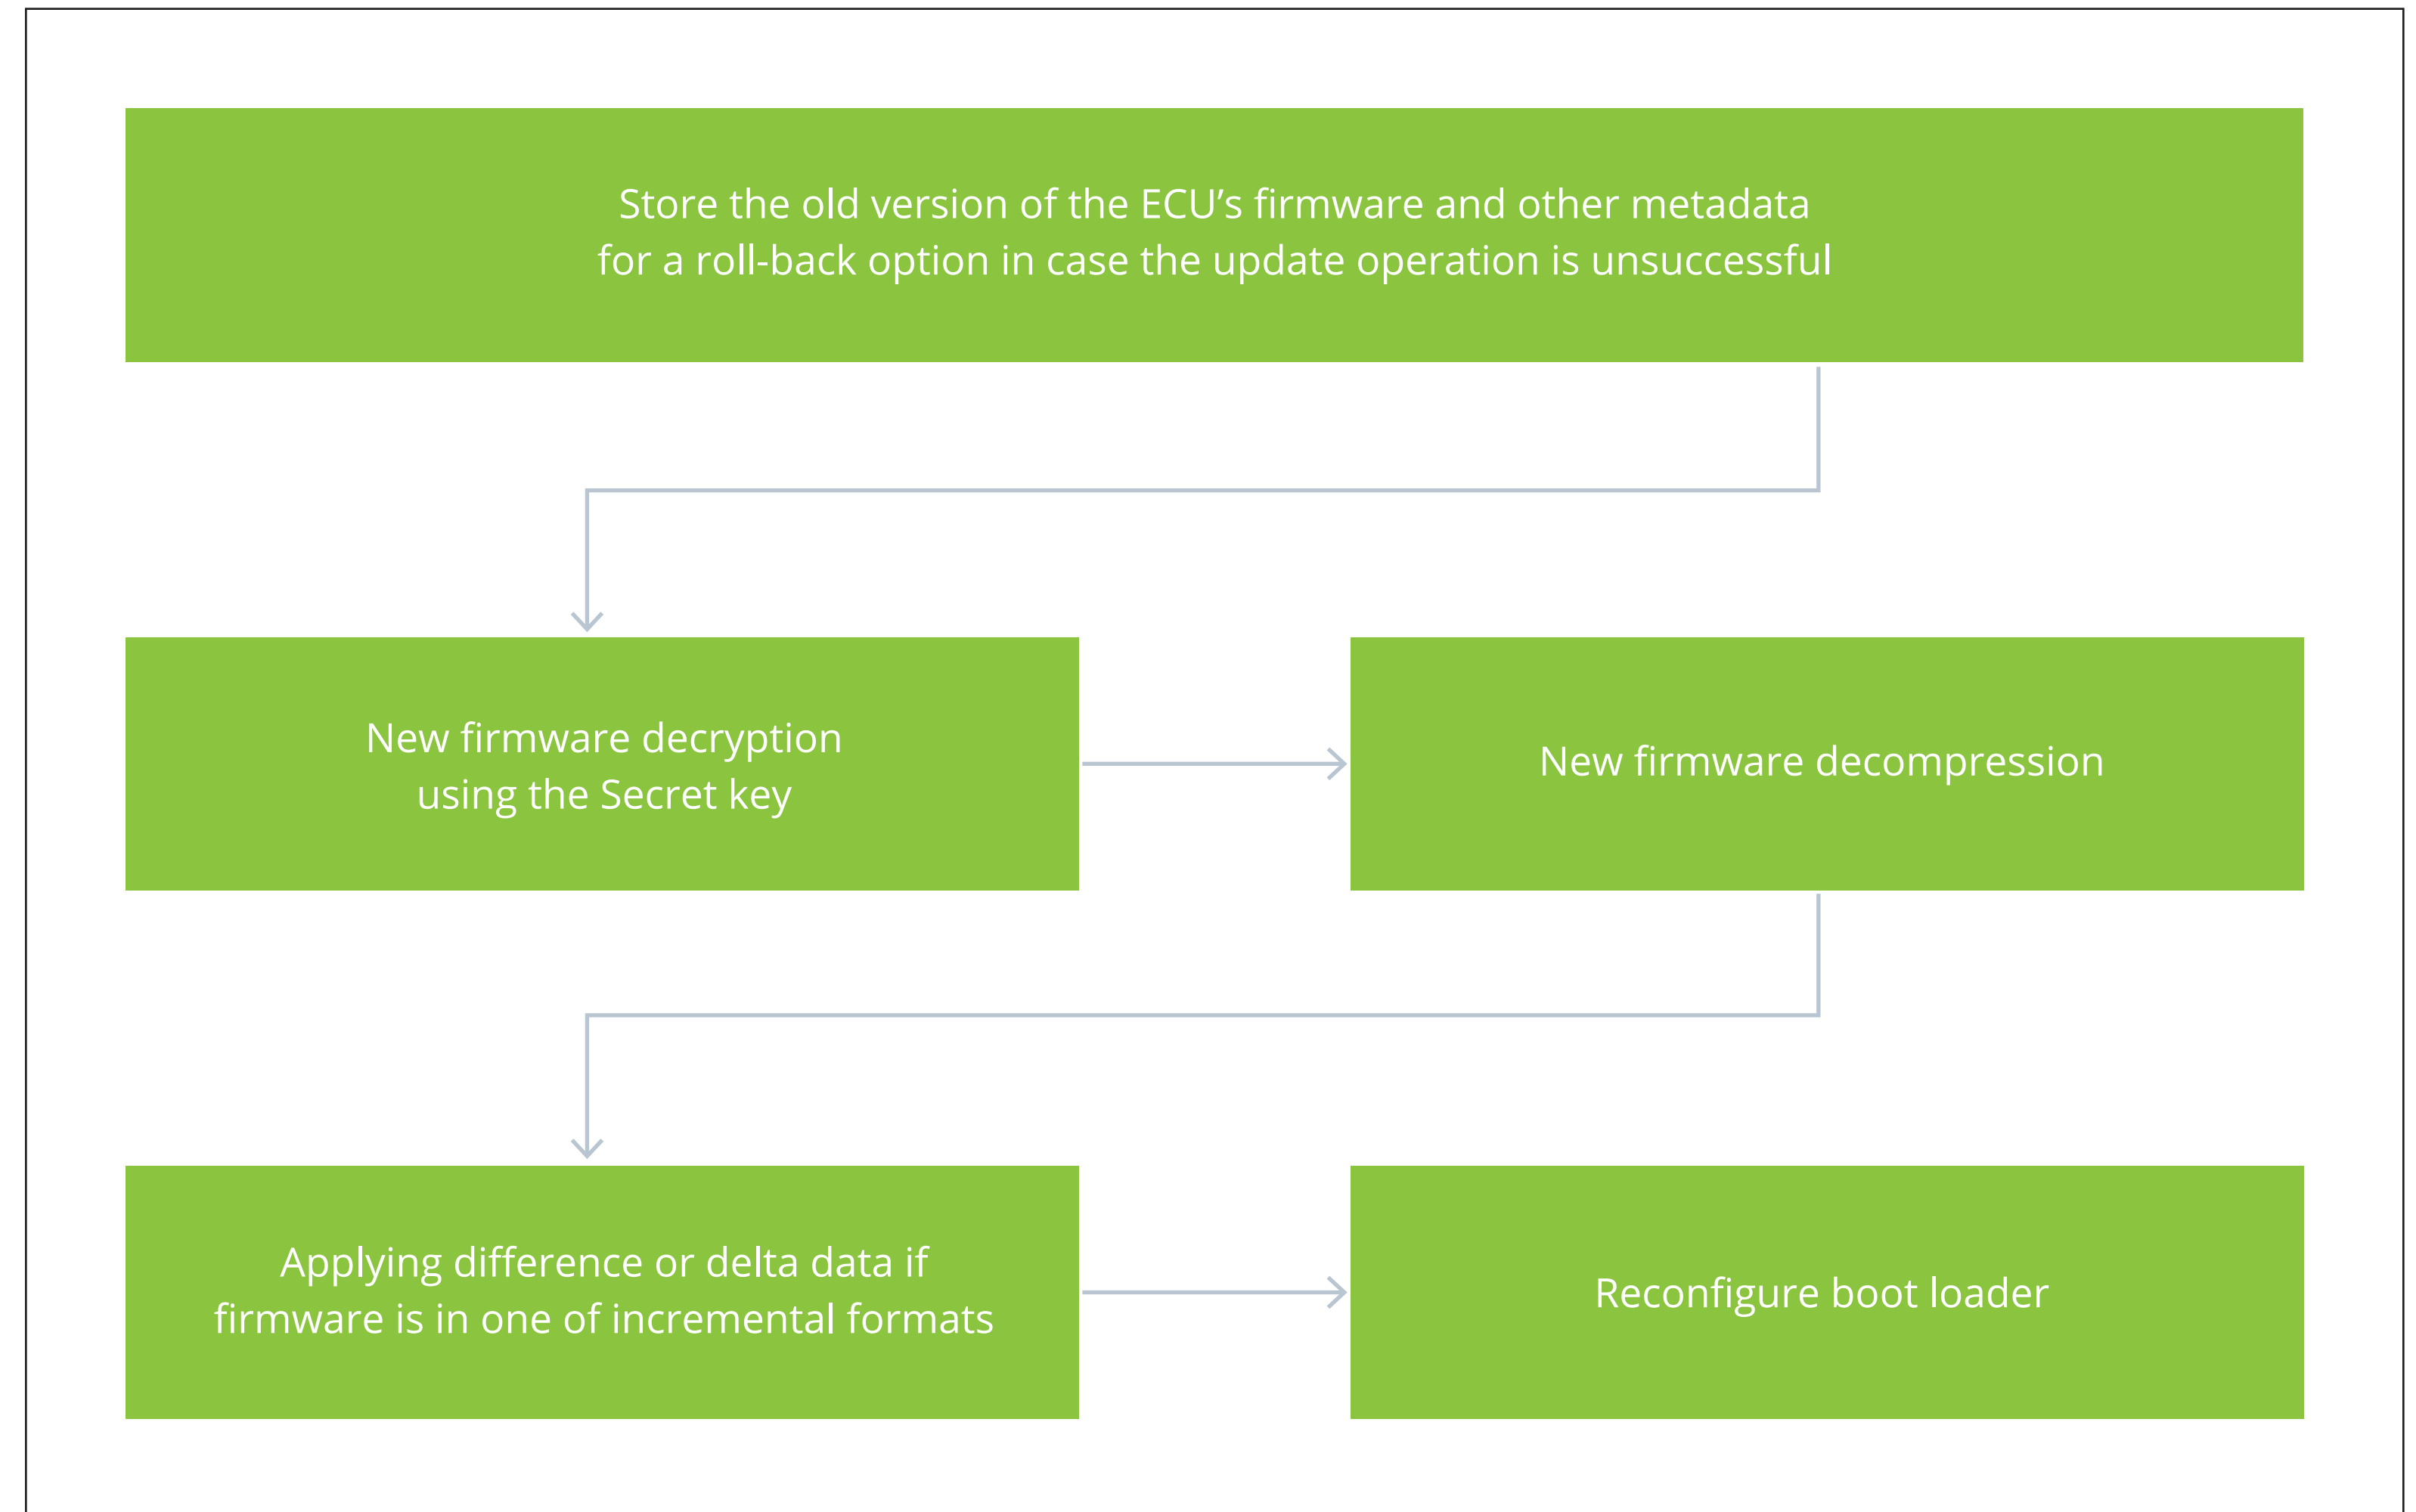 Store the old version of the ECU’s firmware and other metadata
for a roll-back option in case the update operation is unsuccessful
New firmware decryption
using the Secret key
New firmware decompression
Applying difference or delta data if
firmware is in one of incremental formats
Reconfigure boot loader